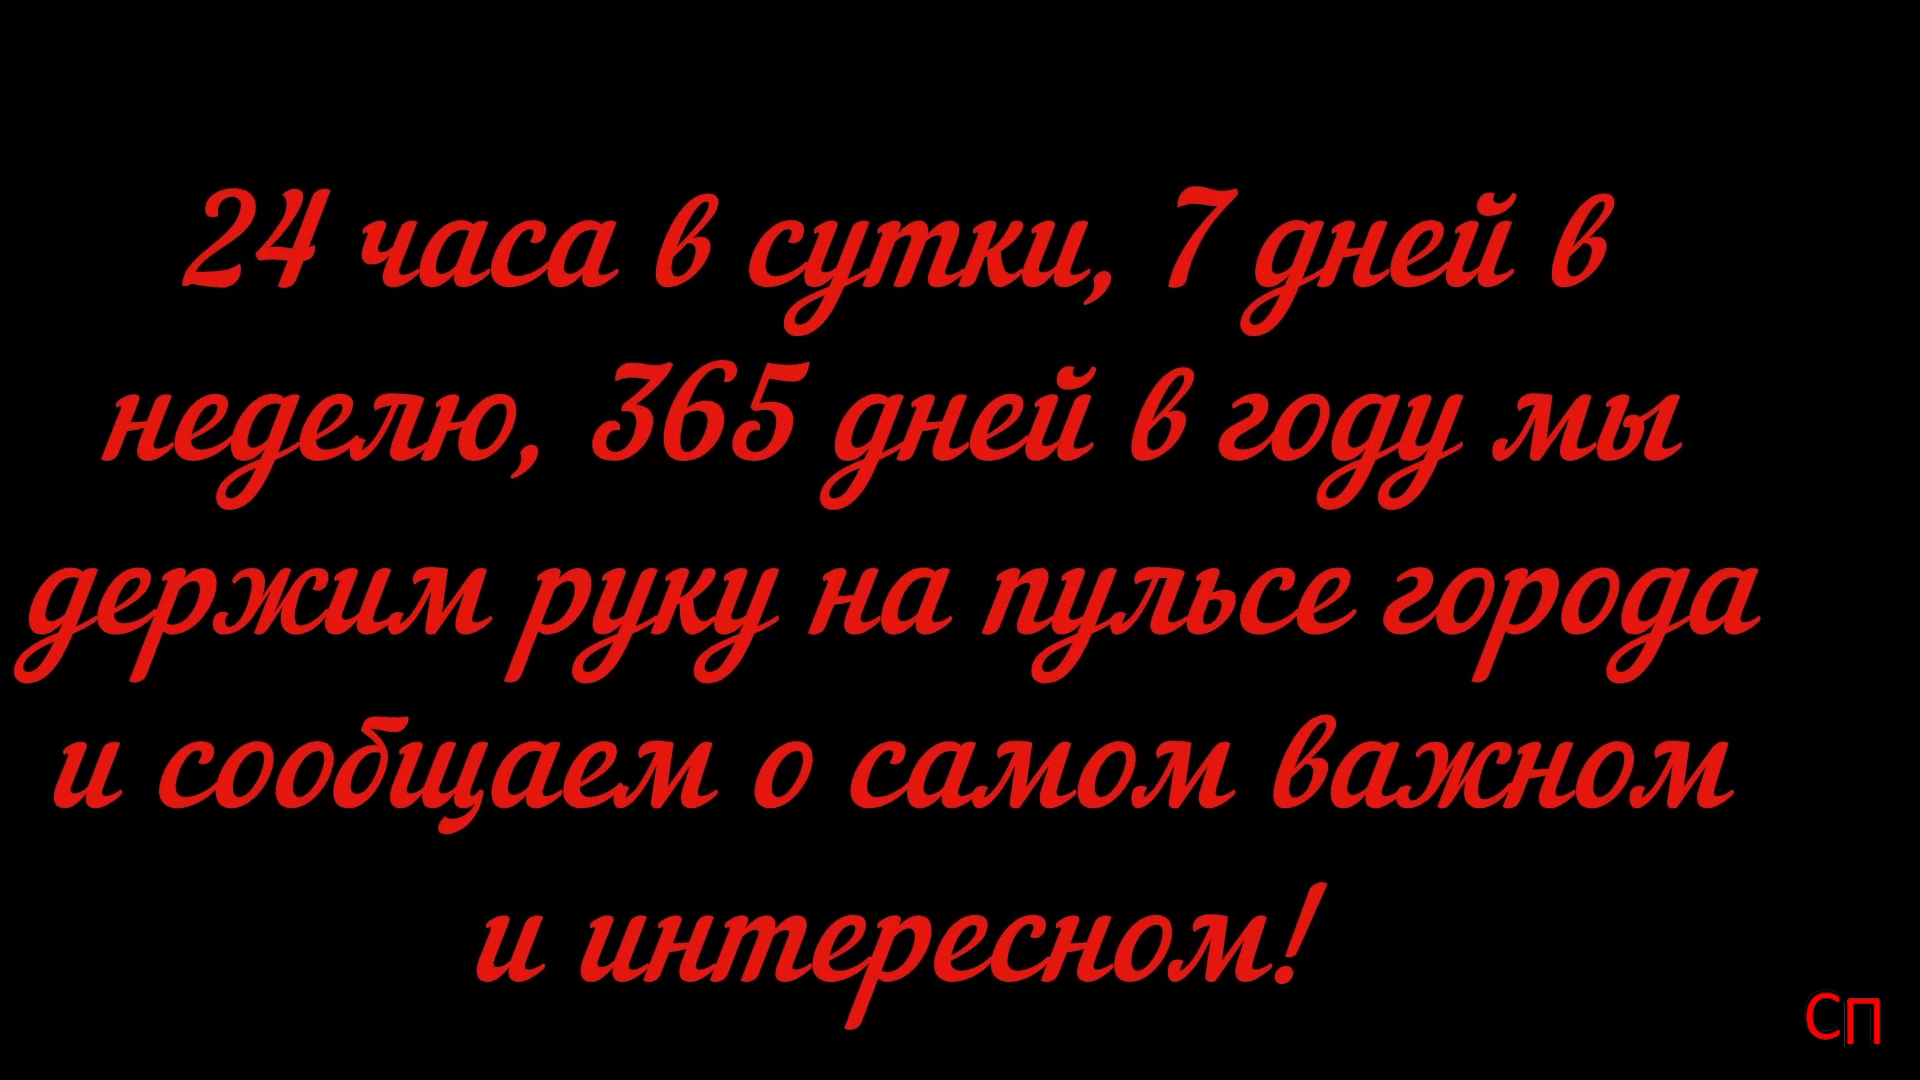 24 часа в сутки, 7 дней в
неделю, 365 дней в году мы
держим руку на пульсе города
и сообщаем о самом важном
и интересном!
СП